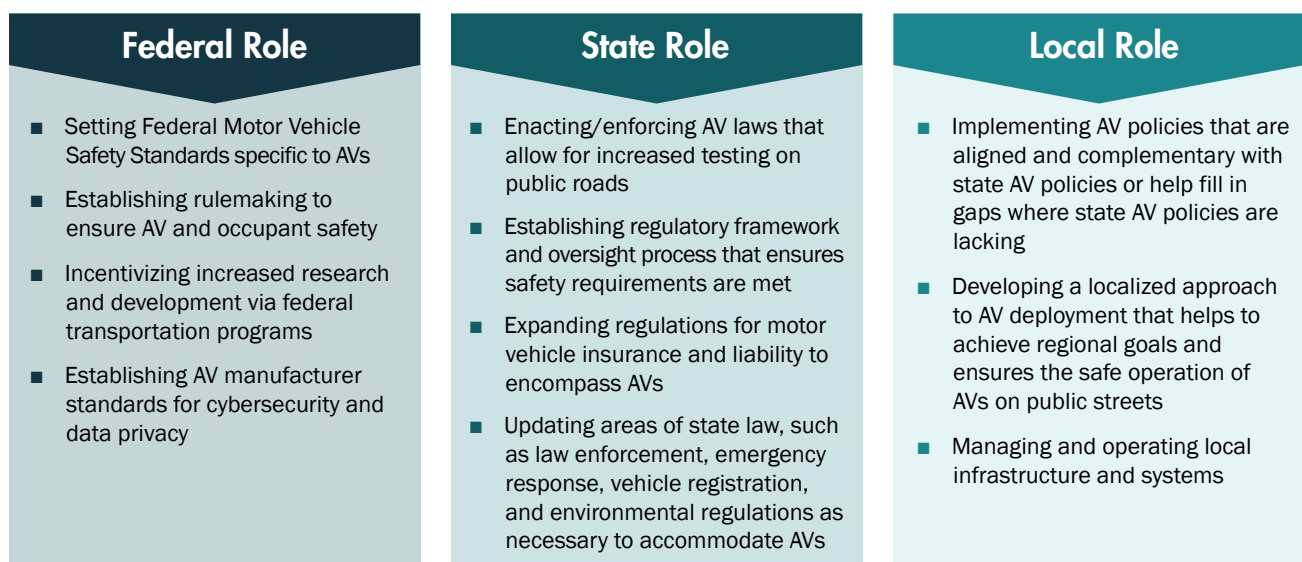 Federal Role
■ Setting Federal Motor Vehicle
Safety Standards specific to AVs
■ Establishing rulemaking to
ensure AV and occupant safety
■ Incentivizing increased research
and development via federal
transportation programs
■ Establishing AV manufacturer
standards for cybersecurity and
data privacy
State Role
■ Enacting/enforcing AV laws that
allow for increased testing on
public roads
■ Establishing regulatory framework
and oversight process that ensures
safety requirements are met
■ Expanding regulations for motor
vehicle insurance and liability to
encompass AVs
■ Updating areas of state law, such
as law enforcement, emergency
response, vehicle registration,
and environmental regulations as
necessary to accommodate AVs
Local Role
■ Implementing AV policies that are
aligned and complementary with
state AV policies or help fill in
gaps where state AV policies are
lacking
■ Developing a localized approach
to AV deployment that helps to
achieve regional goals and
ensures the safe operation of
AVs on public streets
■ Managing and operating local
infrastructure and systems